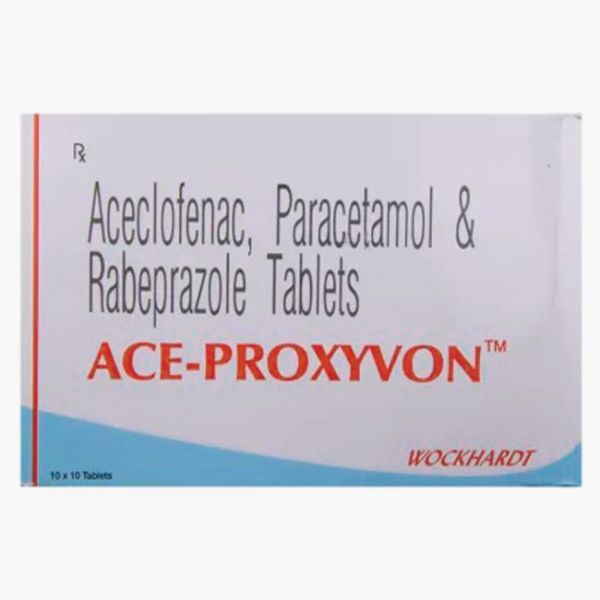 Rx
Aceclofenac, Paracetamol &
Rabeprazole Tablets
ACE-PROXYVON™
WOCKHARDT
10 x 10 Tablets